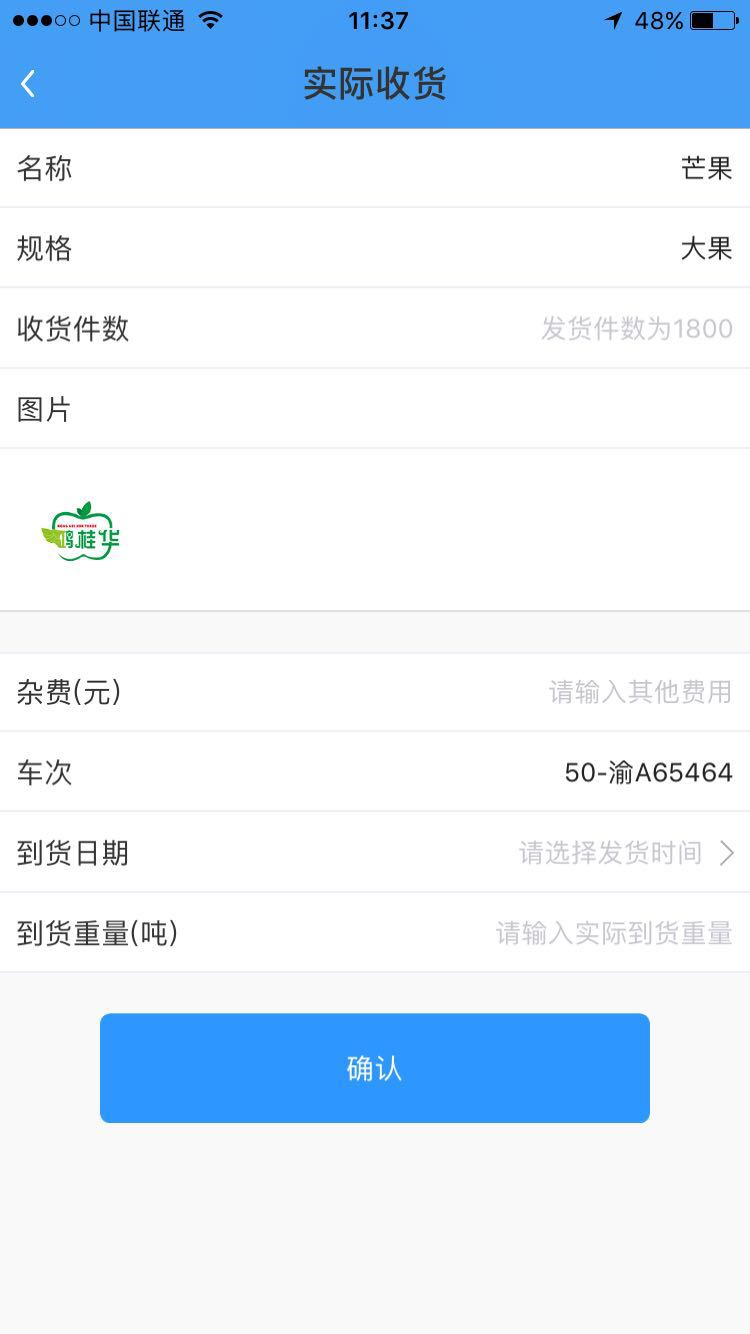 中国联通 11:37 48%
实际收货
名称 芒果
规格 大果
收货件数 发货件数为1800
图片
鸿桂华
杂费(元) 请输入其他费用
车次 50-渝A65464
到货日期 请选择发货时间
到货重量(吨) 请输入实际到货重量
确认